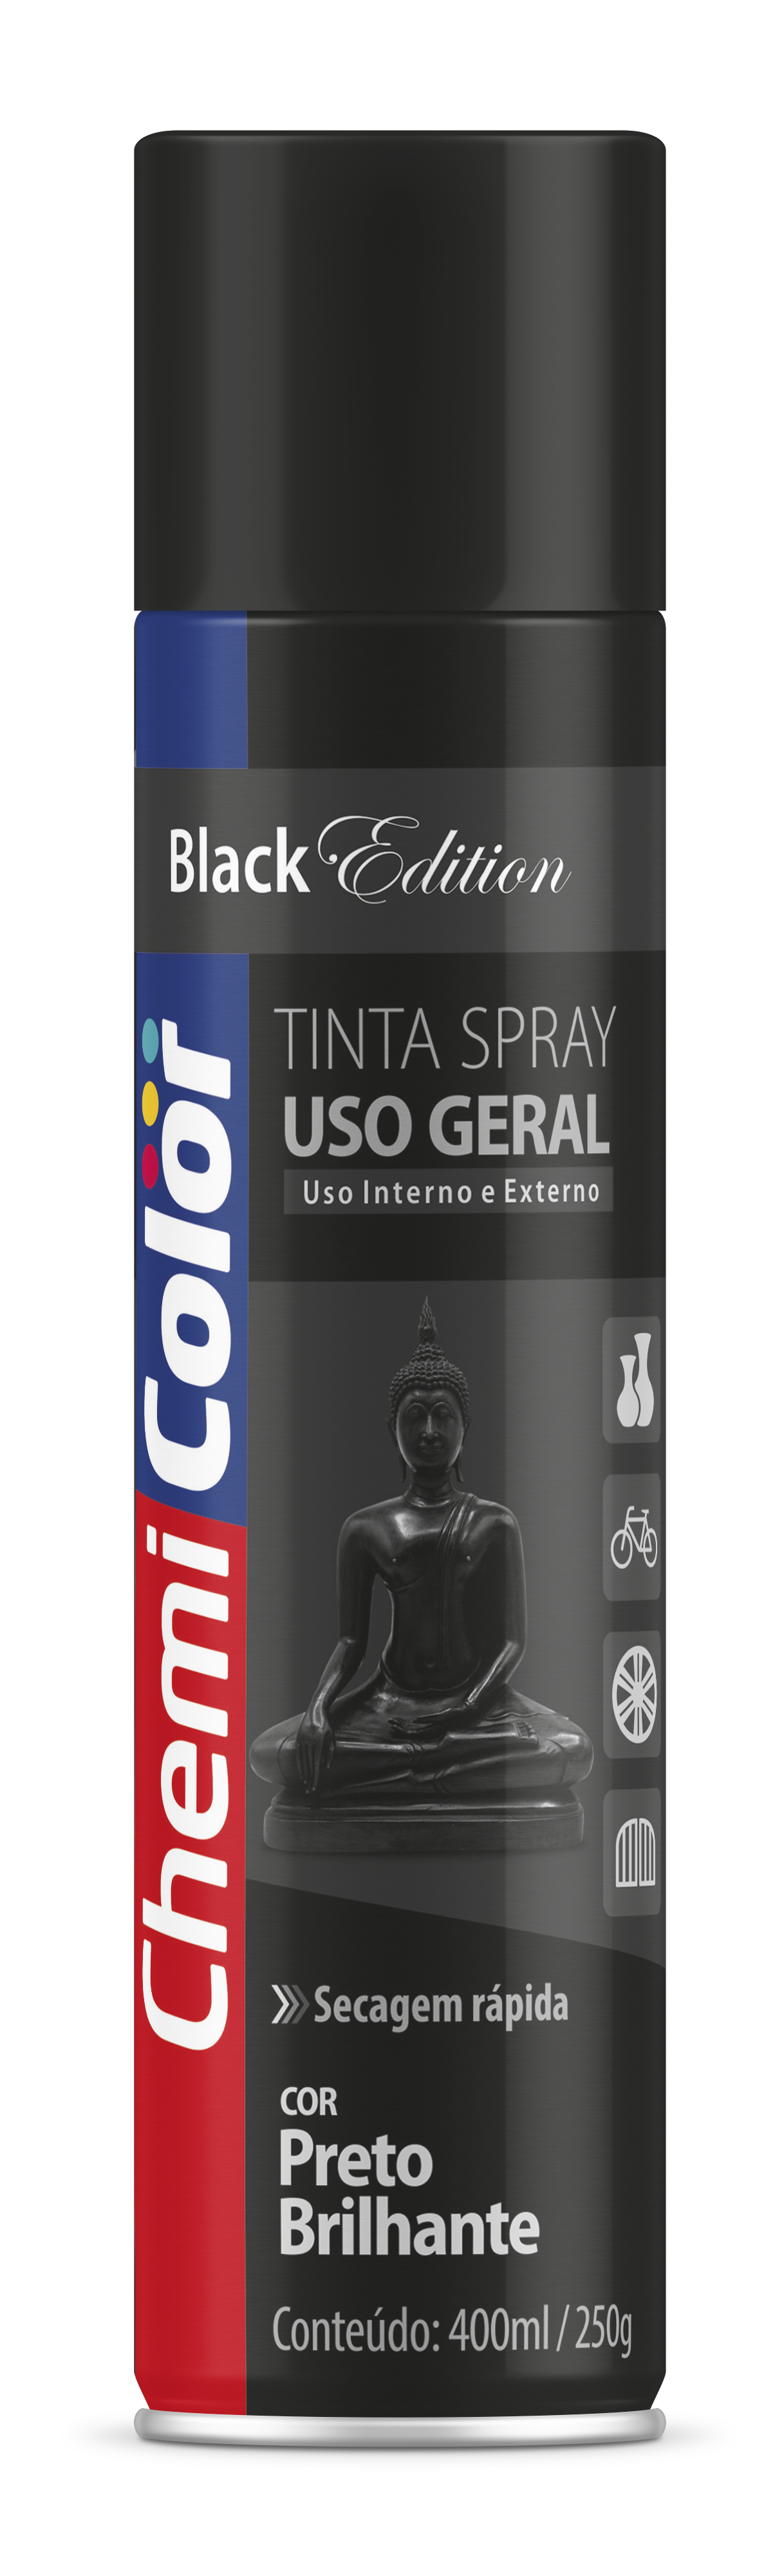 Black Edition
TINTA SPRAY
USO GERAL
Uso Interno e Externo
ChemiColor
Secagem rápida
COR
Preto
Brilhante
Conteúdo: 400ml / 250g